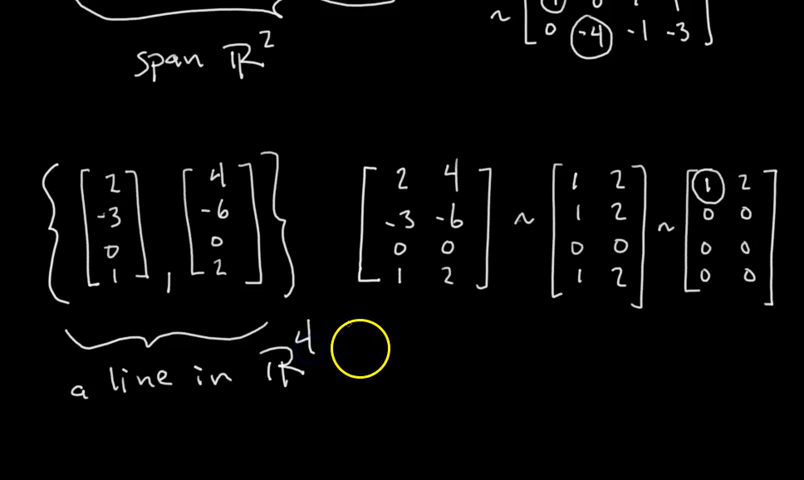 span ℝ²
~ [ 0 -4 -1 -3 ]
{ [ 2 -3 0 1 ] , [ 4 -6 0 2 ] } [ 2 4 ; -3 -6 ; 0 0 ; 1 2 ] ~ [ 1 2 ; 1 2 ; 0 0 ; 1 2 ] ~ [ 1 2 ; 0 0 ; 0 0 ; 0 0 ]
a line in ℝ⁴